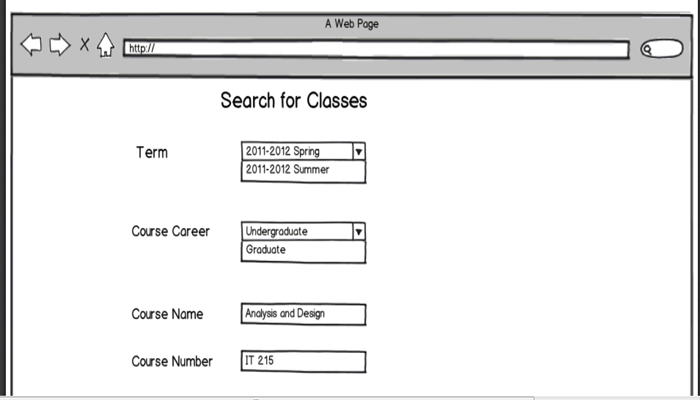 A Web Page
http://
Search for Classes
Term
2011-2012 Spring
2011-2012 Summer
Course Career
Undergraduate
Graduate
Course Name
Analysis and Design
Course Number
IT 215